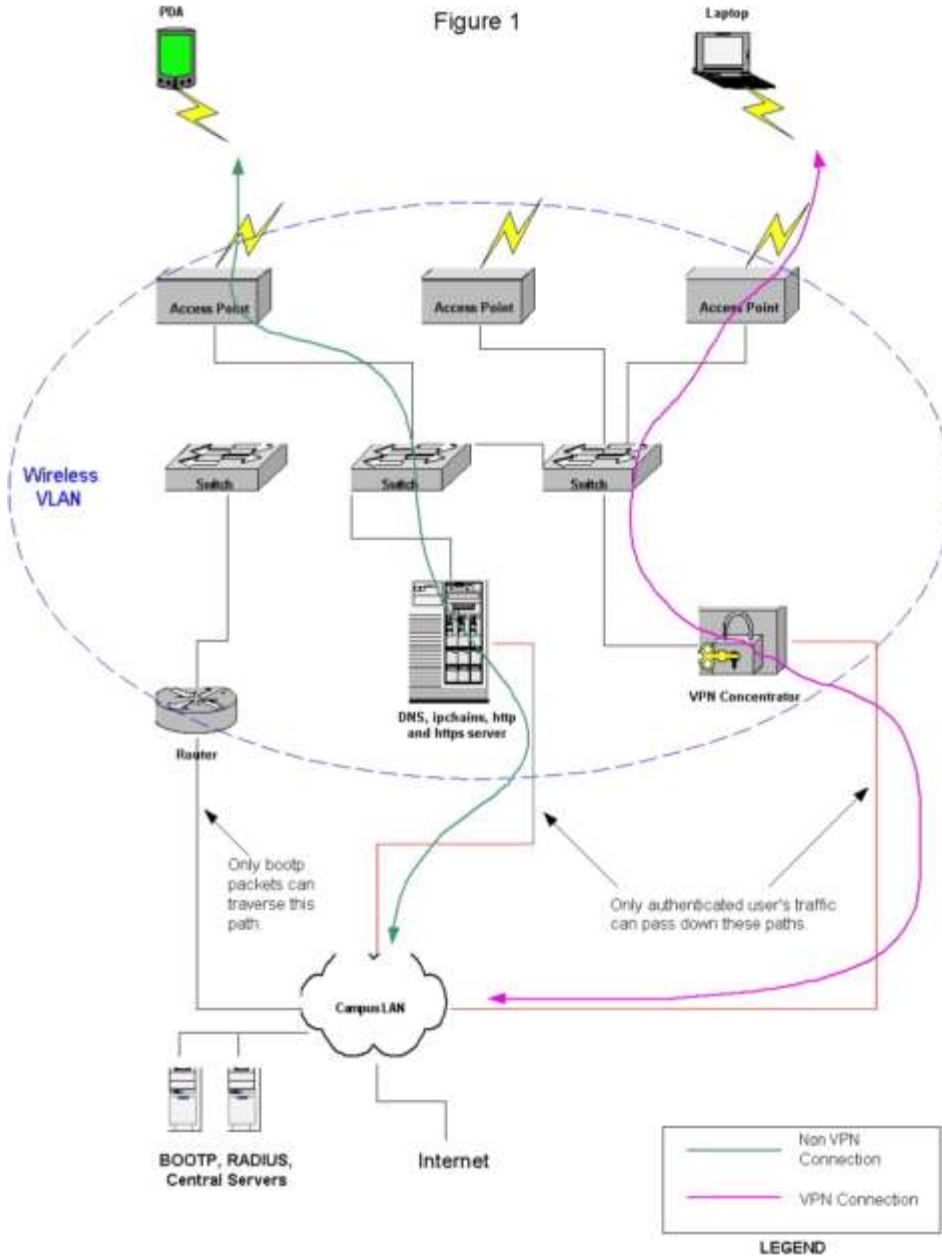 PDA
Figure 1
Laptop
Access Point
Access Point
Access Point
Wireless
VLAN
Switch
Switch
Switch
DNS, ipchains, http
and https server
VPN Concentrator
Router
Only bootp
packets can
traverse this
path.
Only authenticated user's traffic
can pass down these paths.
Campus LAN
BOOTP, RADIUS,
Central Servers
Internet
Non VPN
Connection
VPN Connection
LEGEND